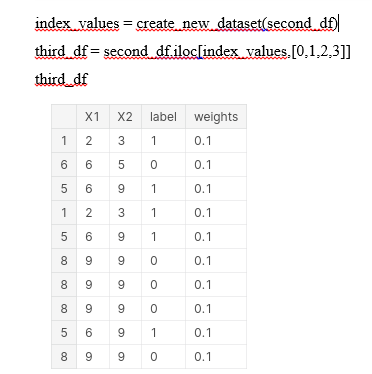 index_values = create_new_dataset(second_df)
third_df = second_df.iloc[index_values,[0,1,2,3]]
third_df
X1 X2 label weights
1 2 3 1 0.1
6 6 5 0 0.1
5 6 9 1 0.1
1 2 3 1 0.1
5 6 9 1 0.1
8 9 9 0 0.1
8 9 9 0 0.1
8 9 9 0 0.1
5 6 9 1 0.1
8 9 9 0 0.1